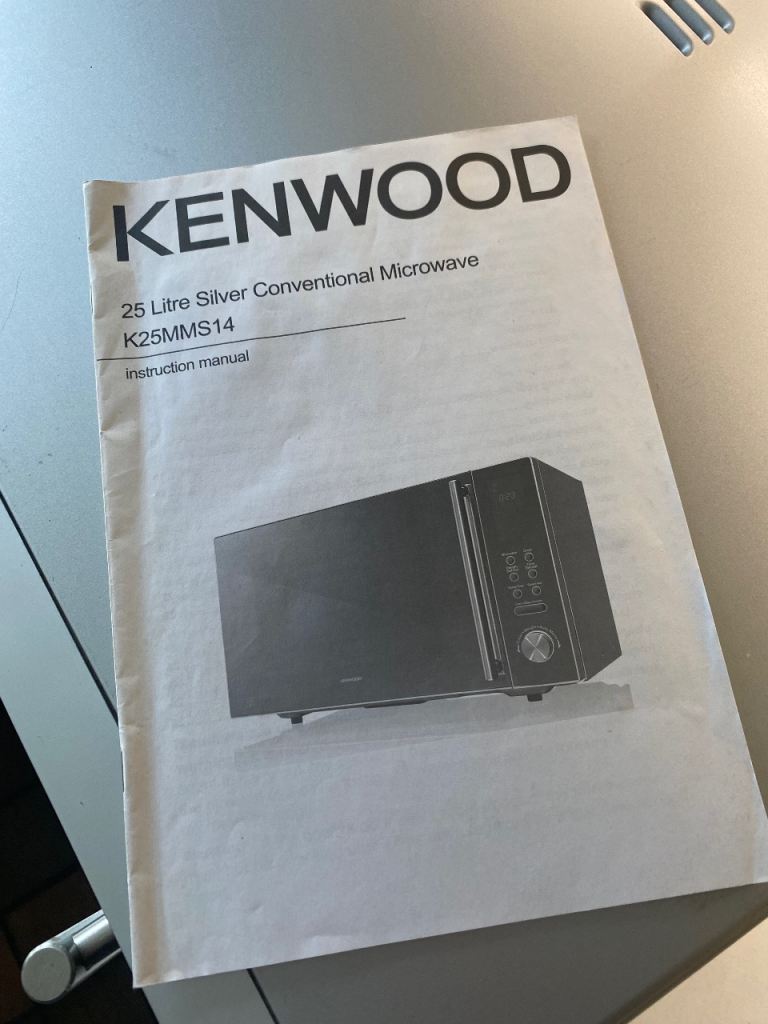 KENWOOD
25 Litre Silver Conventional Microwave
K25MMS14
instruction manual